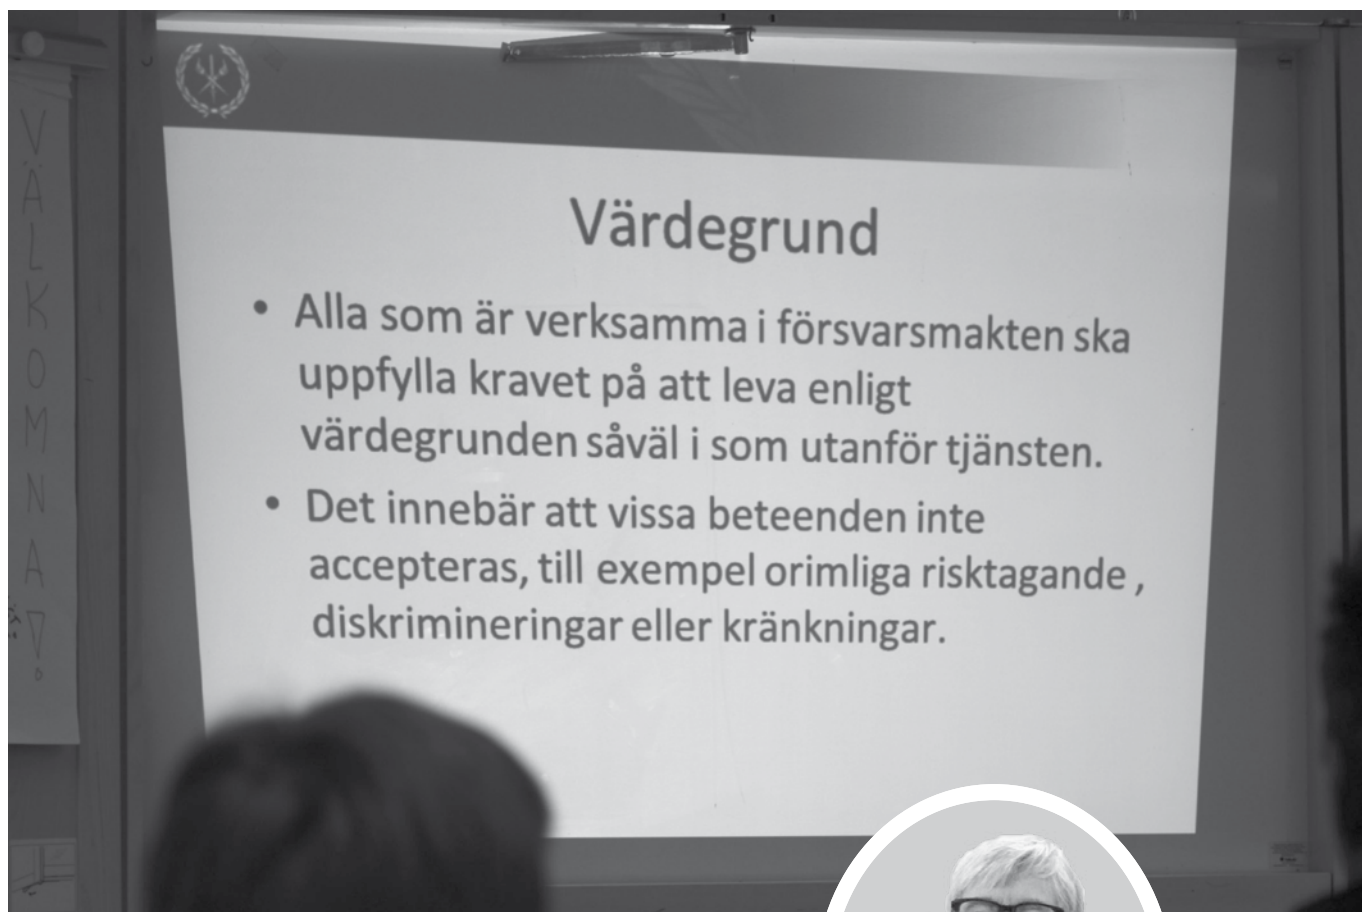 VÄLKOMNA!
Värdegrund
• Alla som är verksamma i försvarsmakten ska
uppfylla kravet på att leva enligt
värdegrunden såväl i som utanför tjänsten.
• Det innebär att vissa beteenden inte
accepteras, till exempel orimliga risktagande ,
diskrimineringar eller kränkningar.